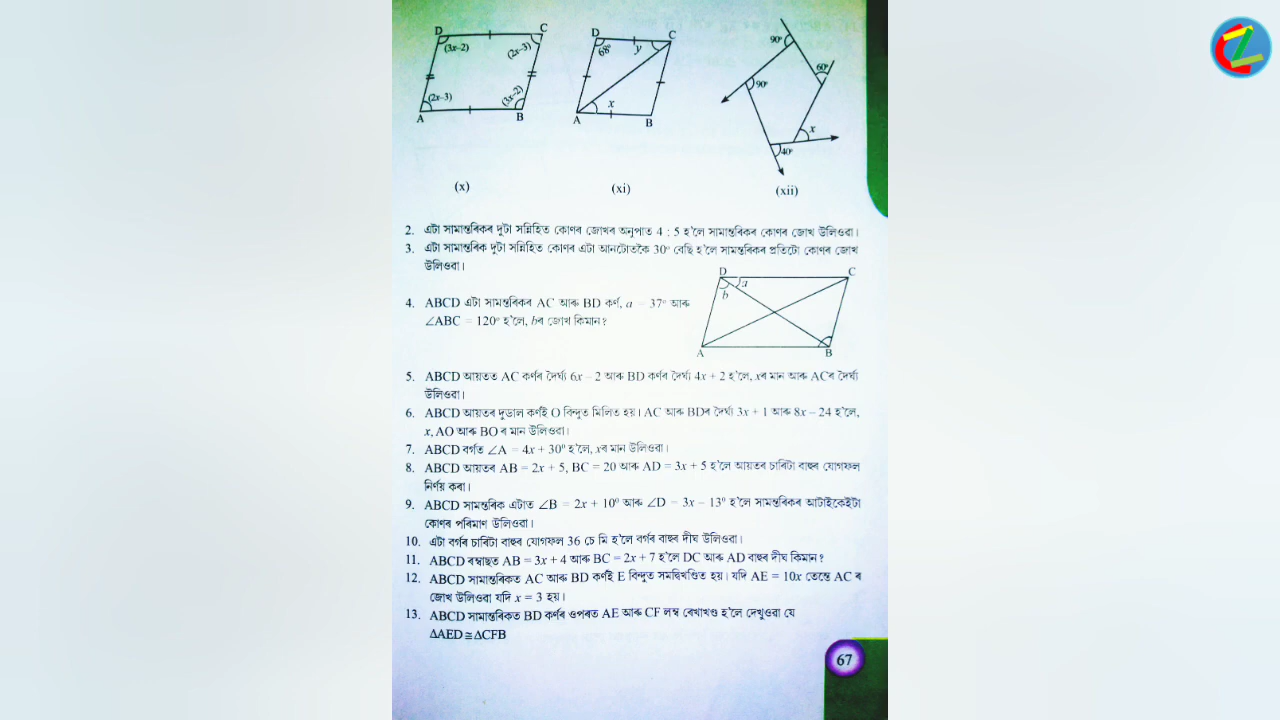 D C
(3x–2) (2x–3)
(2x–3) (3x–2)
A B
(x)
D C
68° y
x
A B
(xi)
90°
60°
90°
x
40°
(xii)
2. এটা সামান্তৰিকৰ দুটা সন্নিহিত কোণৰ জোখৰ অনুপাত 4 : 5 হ'লে সামান্তৰিকৰ কোণৰ জোখ উলিওৱা।
3. এটা সামান্তৰিক দুটা সন্নিহিত কোণৰ এটা আনটোতকৈ 30° বেছি হ'লে সামন্তৰিকৰ প্ৰতিটো কোণৰ জোখ
উলিওৱা।
4. ABCD এটা সামান্তৰিকৰ AC আৰু BD কৰ্ণ, a = 37° আৰু
∠ABC = 120° হ'লে, bৰ জোখ কিমান?
D C
a
b
A B
5. ABCD আয়তত AC কৰ্ণৰ দৈৰ্ঘ্য 6x – 2 আৰু BD কৰ্ণৰ দৈৰ্ঘ্য 4x + 2 হ'লে, xৰ মান আৰু ACৰ দৈৰ্ঘ্য
উলিওৱা।
6. ABCD আয়তৰ দুডাল কৰ্ণই O বিন্দুত মিলিত হয়। AC আৰু BDৰ দৈৰ্ঘ্য 3x + 1 আৰু 8x – 24 হ'লে,
x, AO আৰু BO ৰ মান উলিওৱা।
7. ABCD বৰ্গত ∠A = 4x + 30° হ'লে, xৰ মান উলিওৱা।
8. ABCD আয়তৰ AB = 2x + 5, BC = 20 আৰু AD = 3x + 5 হ'লে আয়তৰ চাৰিটা বাহুৰ যোগফল
নিৰ্ণয় কৰা।
9. ABCD সামন্তৰিক এটাত ∠B = 2x + 10° আৰু ∠D = 3x – 13° হ'লে সামন্তৰিকৰ আটাইকেইটা
কোণৰ পৰিমাণ উলিওৱা।
10. এটা বৰ্গৰ চাৰিটা বাহুৰ যোগফল 36 চে মি হ'লে বৰ্গৰ বাহুৰ দীঘ উলিওৱা।
11. ABCD ৰম্বাছত AB = 3x + 4 আৰু BC = 2x + 7 হ'লে DC আৰু AD বাহুৰ দীঘ কিমান?
12. ABCD সামান্তৰিকত AC আৰু BD কৰ্ণই E বিন্দুত সমদ্বিখণ্ডিত হয়। যদি AE = 10x তেন্তে AC ৰ
জোখ উলিওৱা যদি x = 3 হয়।
13. ABCD সামান্তৰিকত BD কৰ্ণৰ ওপৰত AE আৰু CF লম্ব ৰেখাখণ্ড হ'লে দেখুওৱা যে
ΔAED ≅ ΔCFB
67